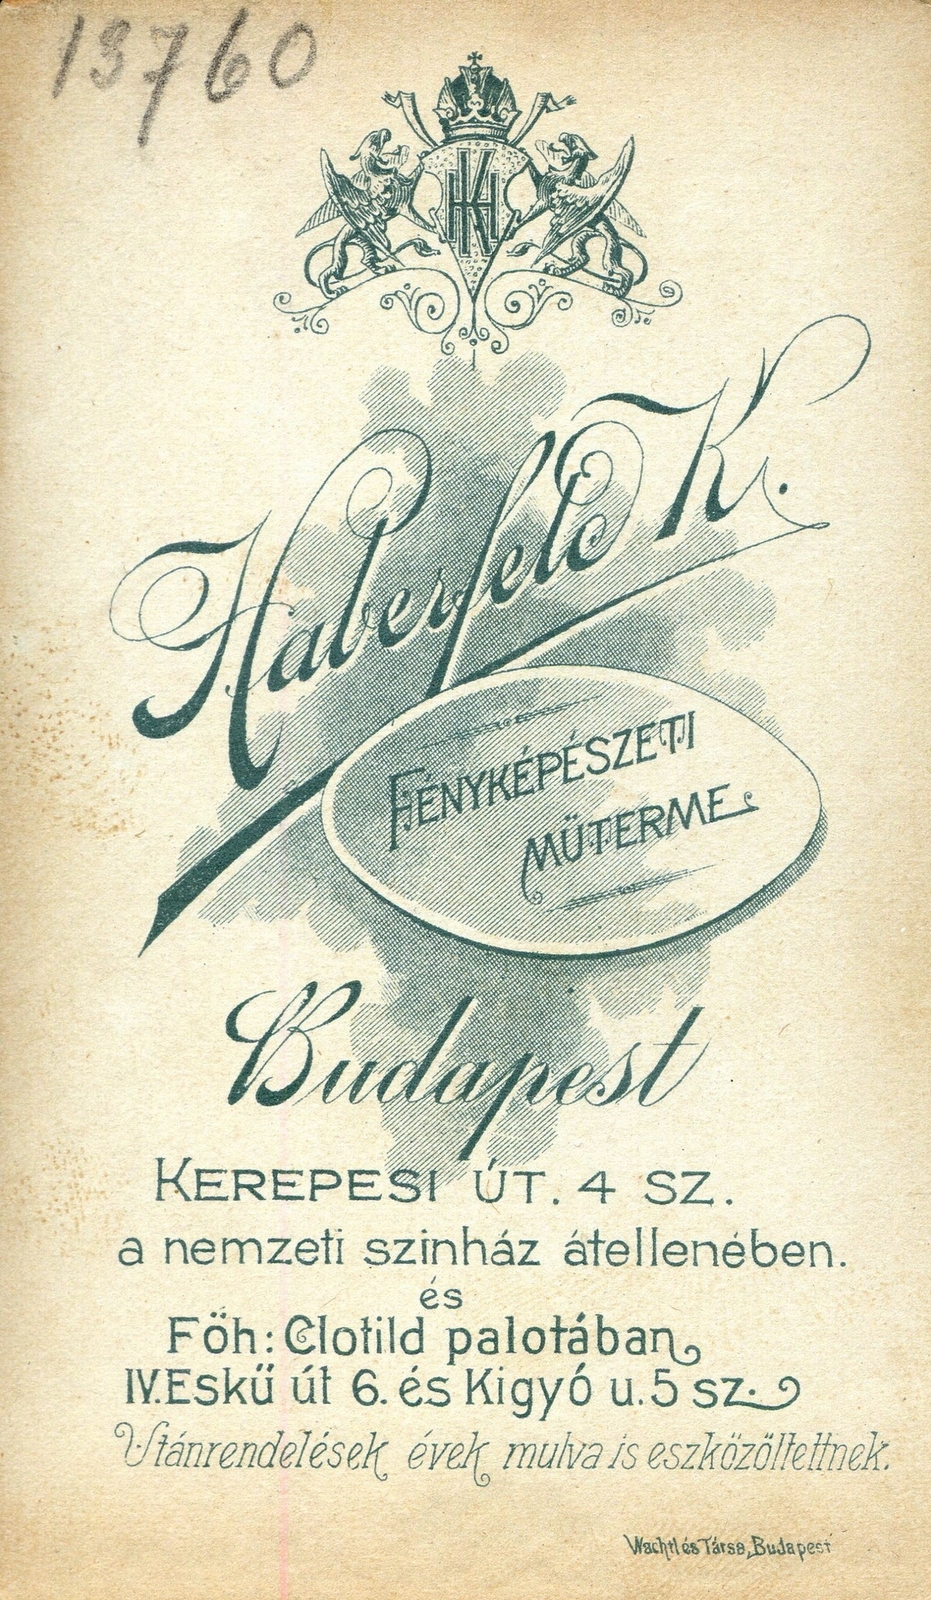 13760
HKH
Haberfeld K.
FÉNYKÉPÉSZETI
MŰTERME
Budapest
KEREPESI ÚT. 4 SZ.
a nemzeti szinház átellenében.
és
Föh: Clotild palotában
IV. Eskü út 6. és Kigyó u. 5 sz.
Utánrendelések évek mulva is eszközöltettnek.
Wachtl és Társa, Budapest